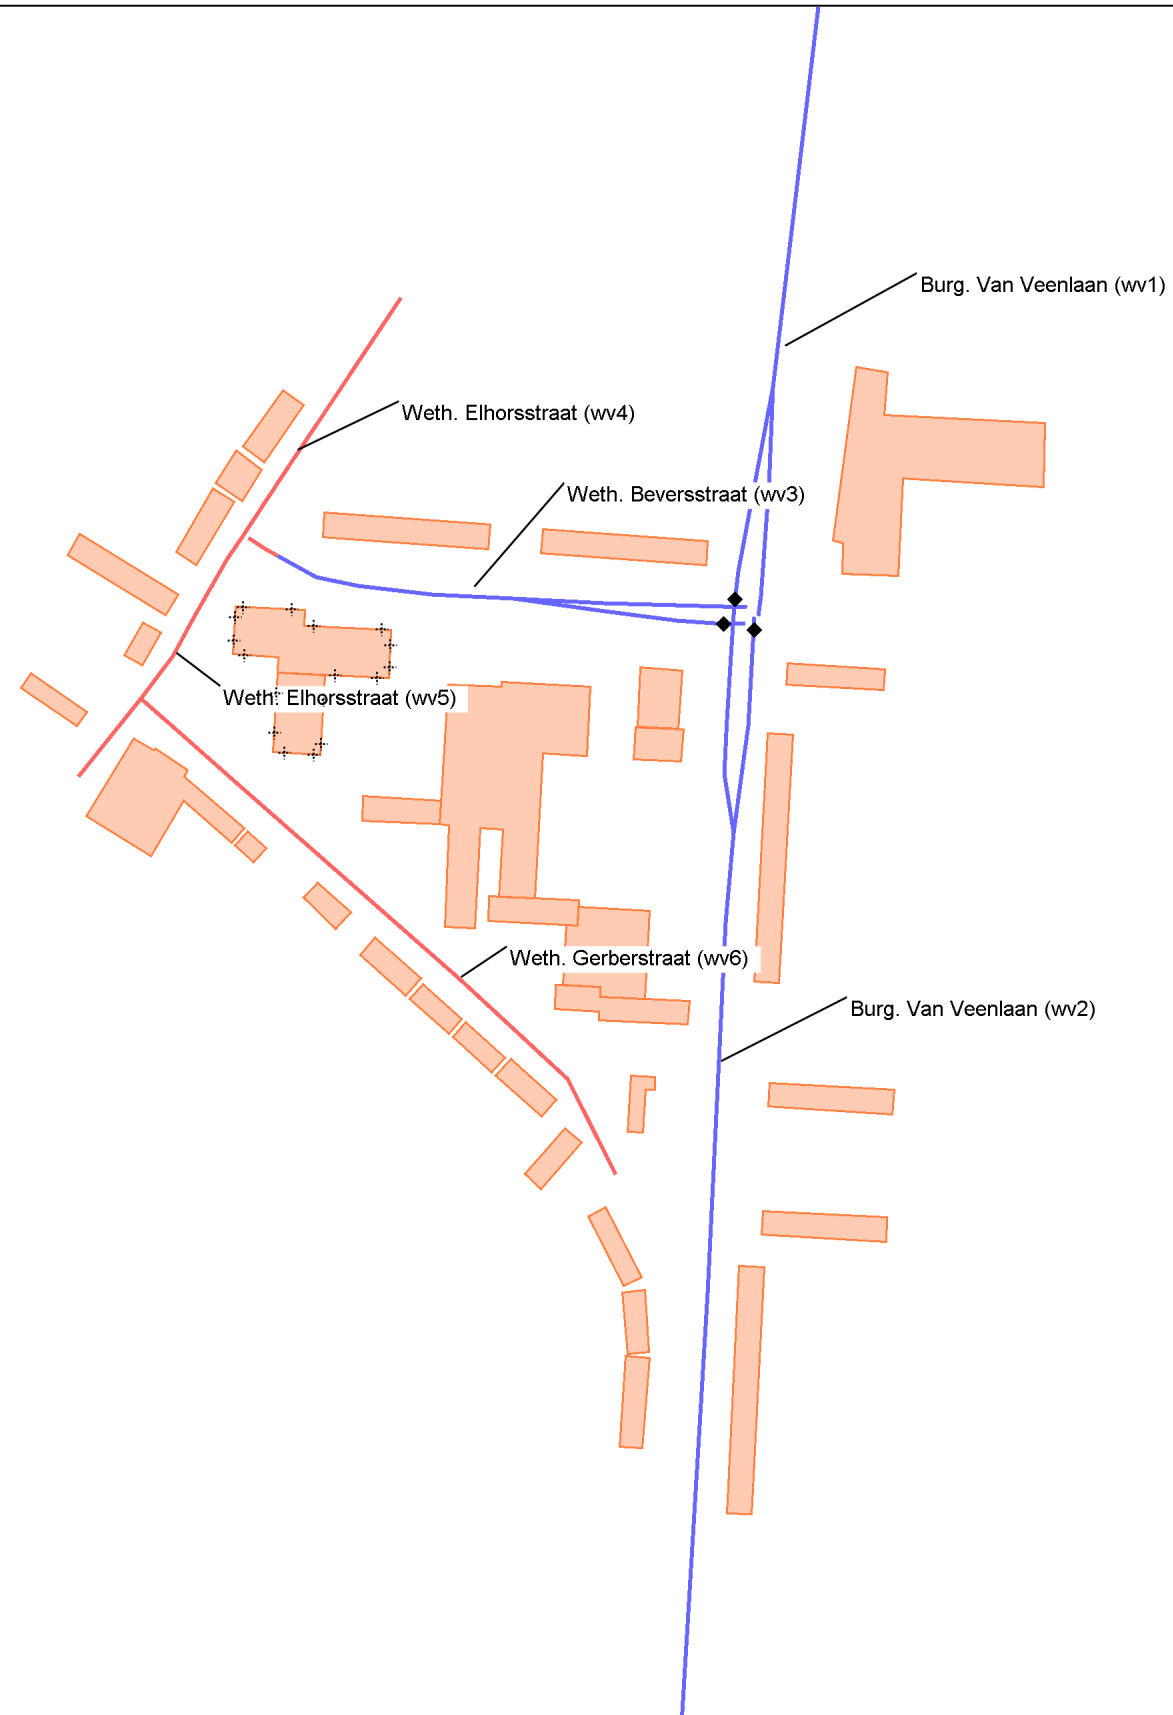 Burg. Van Veenlaan (wv1)
Weth. Elhorsstraat (wv4)
Weth. Beversstraat (wv3)
Weth. Elhorsstraat (wv5)
Weth. Gerberstraat (wv6)
Burg. Van Veenlaan (wv2)